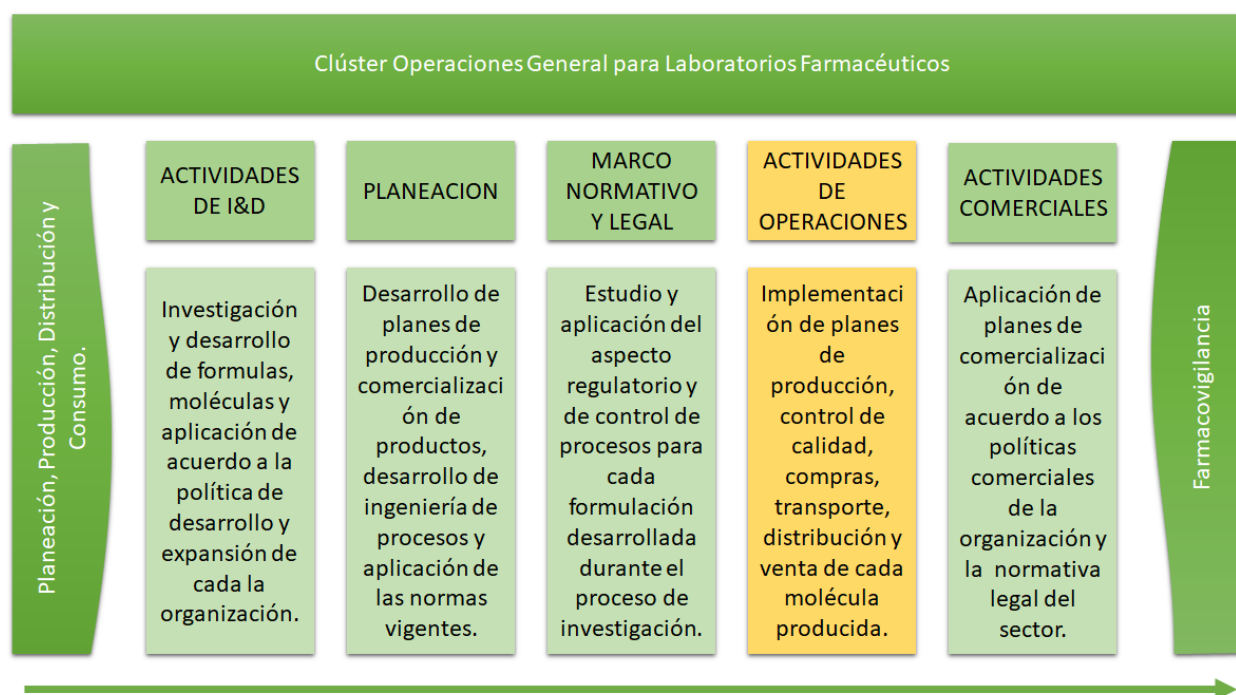 Clúster Operaciones General para Laboratorios Farmacéuticos
Planeación, Producción, Distribución y
Consumo.
ACTIVIDADES
DE I&D
Investigación
y desarrollo
de formulas,
moléculas y
aplicación de
acuerdo a la
política de
desarrollo y
expansión de
cada la
organización.
PLANEACION
Desarrollo de
planes de
producción y
comercializaci
ón de
productos,
desarrollo de
ingeniería de
procesos y
aplicación de
las normas
vigentes.
MARCO
NORMATIVO
Y LEGAL
Estudio y
aplicación del
aspecto
regulatorio y
de control de
procesos para
cada
formulación
desarrollada
durante el
proceso de
investigación.
ACTIVIDADES
DE
OPERACIONES
Implementaci
ón de planes
de
producción,
control de
calidad,
compras,
transporte,
distribución y
venta de cada
molécula
producida.
ACTIVIDADES
COMERCIALES
Aplicación de
planes de
comercializaci
ón de
acuerdo a los
políticas
comerciales
de la
organización y
la normativa
legal del
sector.
Farmacovigilancia